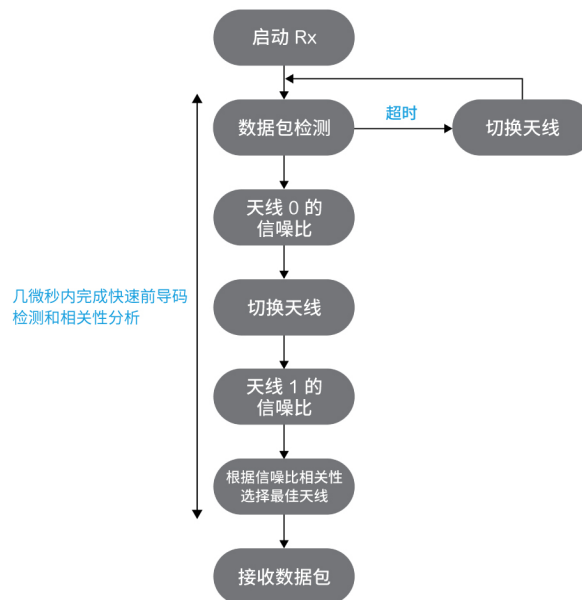 启动 Rx
数据包检测
超时
切换天线
天线 0 的
信噪比
几微秒内完成快速前导码
检测和相关性分析
切换天线
天线 1 的
信噪比
根据信噪比相关性
选择最佳天线
接收数据包